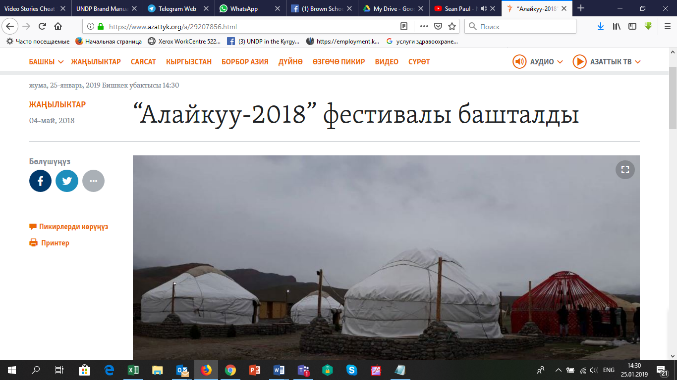 Video Stories Cheat
UNDP Brand Manu
Telegram Web
WhatsApp
(1) Brown Schoo
My Drive - Goo
Sean Paul - N
"Алайкуу-2018"
https://www.azattyk.org/a/29207856.html
Поиск
Часто посещаемые
Начальная страница
Xerox WorkCentre 522...
(3) UNDP in the Kyrgy...
https://employment.k...
услуги здравоохране...
БАШКЫ
ЖАҢЫЛЫКТАР
САЯСАТ
КЫРГЫЗСТАН
БОРБОР АЗИЯ
ДҮЙНӨ
ӨЗГӨЧӨ ПИКИР
ВИДЕО
СҮРӨТ
АУДИО
АЗАТТЫК ТВ
жума, 25-январь, 2019 Бишкек убактысы 14:30
ЖАҢЫЛЫКТАР
04-май, 2018
“Алайкуу-2018” фестивалы башталды
Бөлүшүңүз
Пикирлерди көрүңүз
Принтер
ENG
14:30
25.01.2019